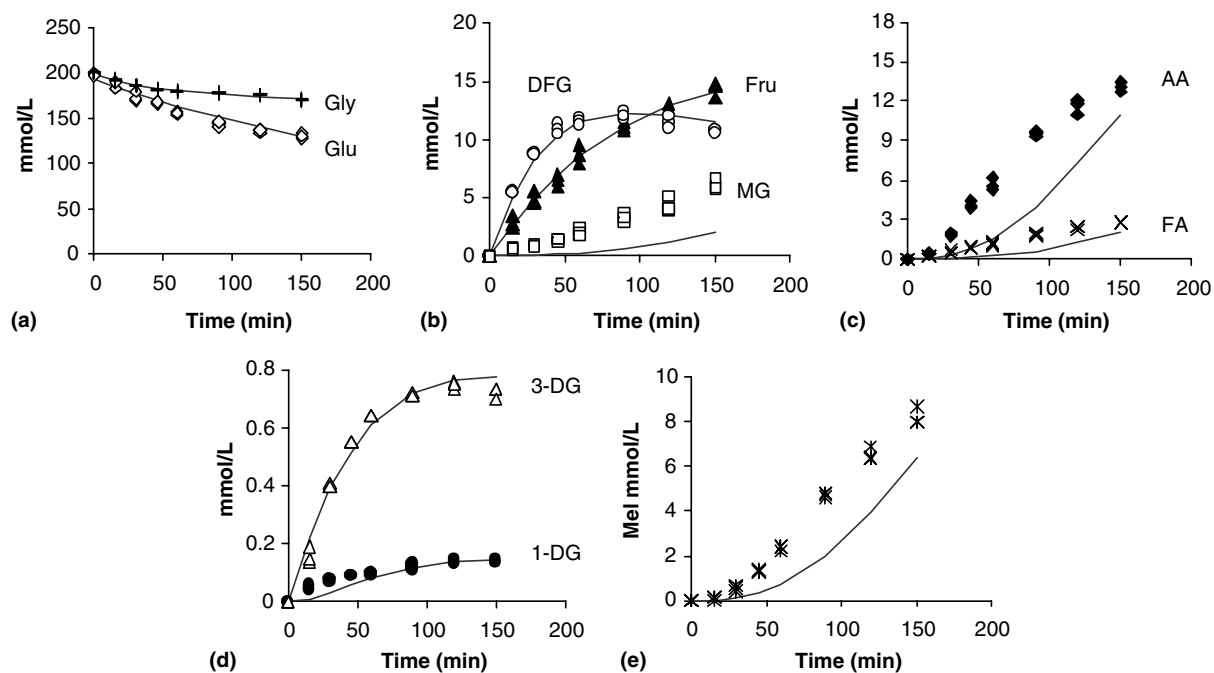 250
200
150
100
50
0
mmol/L
Gly
Glu
0 50 100 150 200
(a) Time (min)
20
15
10
5
0
mmol/L
DFG
Fru
MG
0 50 100 150 200
(b) Time (min)
18
15
12
9
6
3
0
mmol/L
AA
FA
0 50 100 150 200
(c) Time (min)
0.8
0.6
0.4
0.2
0
mmol/L
3-DG
1-DG
0 50 100 150 200
(d) Time (min)
10
8
6
4
2
0
Mel mmol/L
0 50 100 150 200
(e) Time (min)